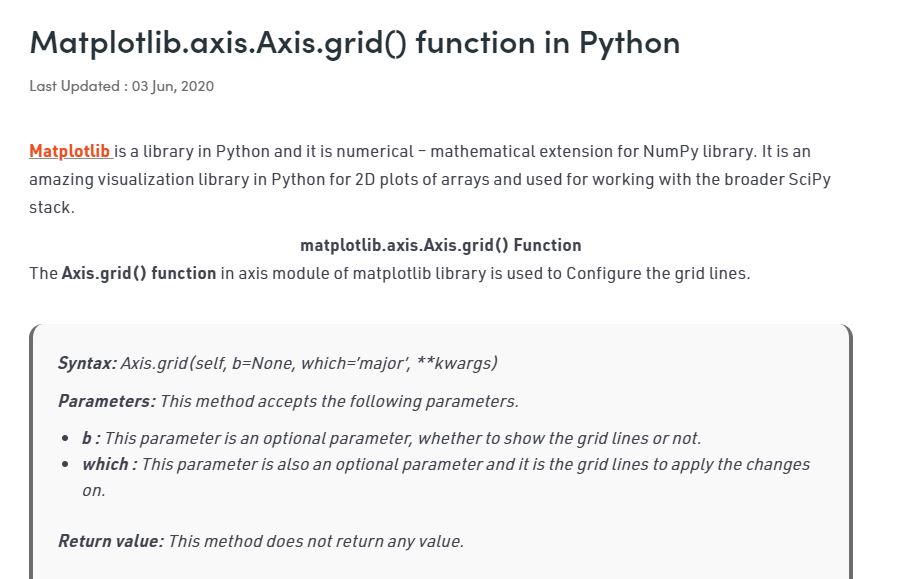 Matplotlib.axis.Axis.grid() function in Python
Last Updated : 03 Jun, 2020
Matplotlib is a library in Python and it is numerical – mathematical extension for NumPy library. It is an
amazing visualization library in Python for 2D plots of arrays and used for working with the broader SciPy
stack.
matplotlib.axis.Axis.grid() Function
The Axis.grid() function in axis module of matplotlib library is used to Configure the grid lines.
Syntax: Axis.grid(self, b=None, which=’major’, **kwargs)
Parameters: This method accepts the following parameters.
• b : This parameter is an optional parameter, whether to show the grid lines or not.
• which : This parameter is also an optional parameter and it is the grid lines to apply the changes
on.
Return value: This method does not return any value.